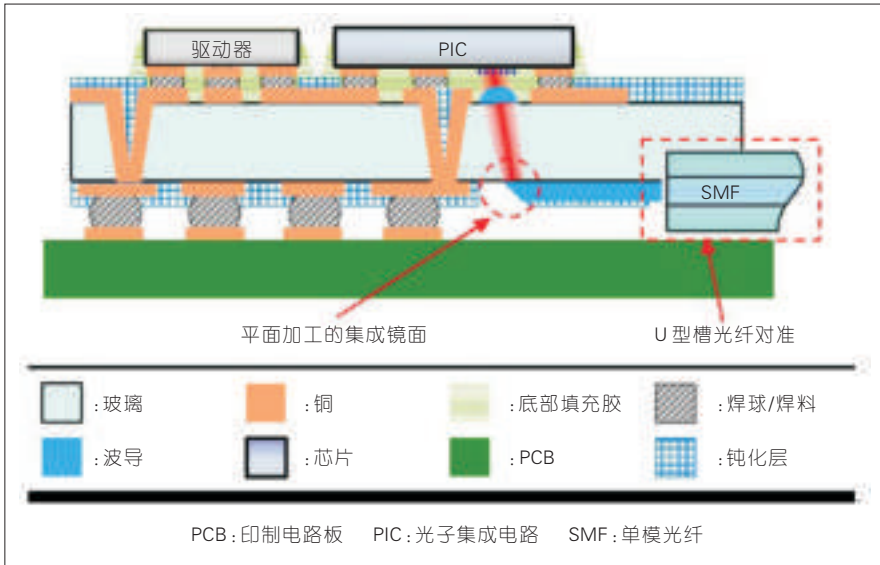 驱动器 PIC
SMF
平面加工的集成镜面 U型槽光纤对准
:玻璃 :铜 :底部填充胶 :焊球/焊料
:波导 :芯片 :PCB :钝化层
PCB:印制电路板 PIC:光子集成电路 SMF:单模光纤